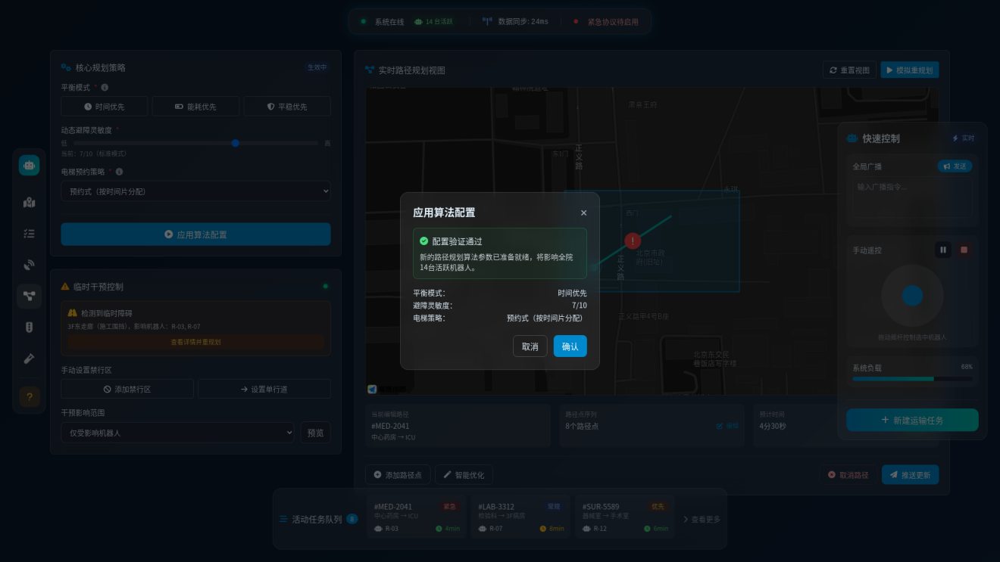 系统在线
14 台活跃
数据同步: 24ms
紧急协议待启用
核心规划策略
生效中
平衡模式 *
时间优先
能耗优先
平稳优先
动态避障灵敏度 *
低
高
当前: 7/10 (标准模式)
电梯预约策略 *
预约式（按时间片分配）
应用算法配置
临时干预控制
检测到临时障碍
3F东走廊（施工围挡），影响机器人：R-03, R-07
查看详情并重规划
手动设置禁行区
添加禁行区
设置单行道
干预影响范围
仅受影响机器人
预览
?
实时路径规划视图
重置视图
模拟重规划
肃亲王府
正义路
东1门
永琪
西门
北京市政
府(旧址)
正义路
正义路甲4号B座
北京东交民
巷饭店写字楼
应用算法配置
配置验证通过
新的路径规划算法参数已准备就绪，将影响全院
14台活跃机器人。
平衡模式：
时间优先
避障灵敏度：
7/10
电梯策略：
预约式（按时间片分配）
取消
确认
当前编辑路径
#MED-2041
中心药房 → ICU
路径点序列
8个路径点
编辑
预计时间
4分30秒
添加路径点
智能优化
取消路径
推送更新
快速控制
实时
全局广播
发送
输入广播指令...
手动遥控
拖动摇杆控制选中机器人
系统负载
68%
新建运输任务
活动任务队列
8
#MED-2041
紧急
中心药房 → ICU
R-03
4min
#LAB-3312
常规
检验科 → 3F病房
R-07
8min
#SUR-5589
优先
器械室 → 手术室
R-12
6min
查看更多